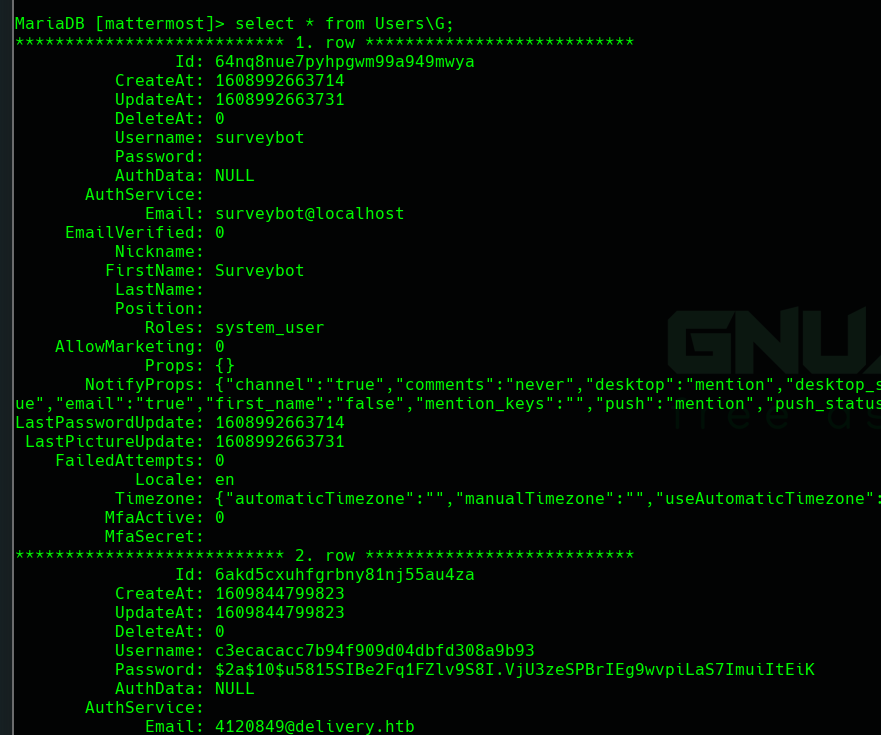 MariaDB [mattermost]> select * from Users\G;
*************************** 1. row ***************************
Id: 64nq8nue7pyhpgwm99a949mwya
CreateAt: 1608992663714
UpdateAt: 1608992663731
DeleteAt: 0
Username: surveybot
Password:
AuthData: NULL
AuthService:
Email: surveybot@localhost
EmailVerified: 0
Nickname:
FirstName: Surveybot
LastName:
Position:
Roles: system_user
AllowMarketing: 0
Props: {}
NotifyProps: {"channel":"true","comments":"never","desktop":"mention","desktop_s
ue","email":"true","first_name":"false","mention_keys":"","push":"mention","push_status
LastPasswordUpdate: 1608992663714
LastPictureUpdate: 1608992663731
FailedAttempts: 0
Locale: en
Timezone: {"automaticTimezone":"","manualTimezone":"","useAutomaticTimezone":
MfaActive: 0
MfaSecret:
*************************** 2. row ***************************
Id: 6akd5cxuhfgrbny81nj55au4za
CreateAt: 1609844799823
UpdateAt: 1609844799823
DeleteAt: 0
Username: c3ecacacc7b94f909d04dbfd308a9b93
Password: $2a$10$u5815SIBe2Fq1FZlv9S8I.VjU3zeSPBrIEg9wvpiLaS7ImuiItEiK
AuthData: NULL
AuthService:
Email: 4120849@delivery.htb
GNU
free